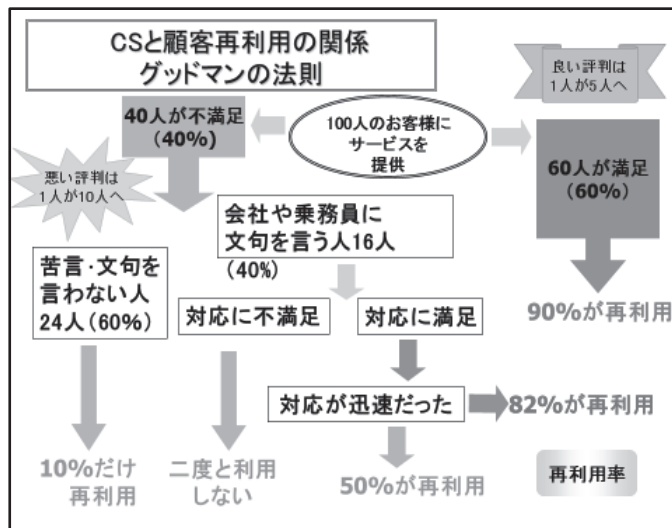 CSと顧客再利用の関係
グッドマンの法則
良い評判は
1人が5人へ
40人が不満足
(40%)
100人のお客様に
サービスを
提供
60人が満足
(60%)
悪い評判は
1人が10人へ
会社や乗務員に
文句を言う人16人
(40%)
苦言・文句を
言わない人
24人(60%)
対応に不満足
対応に満足
90%が再利用
対応が迅速だった
82%が再利用
10%だけ
再利用
二度と利用
しない
50%が再利用
再利用率